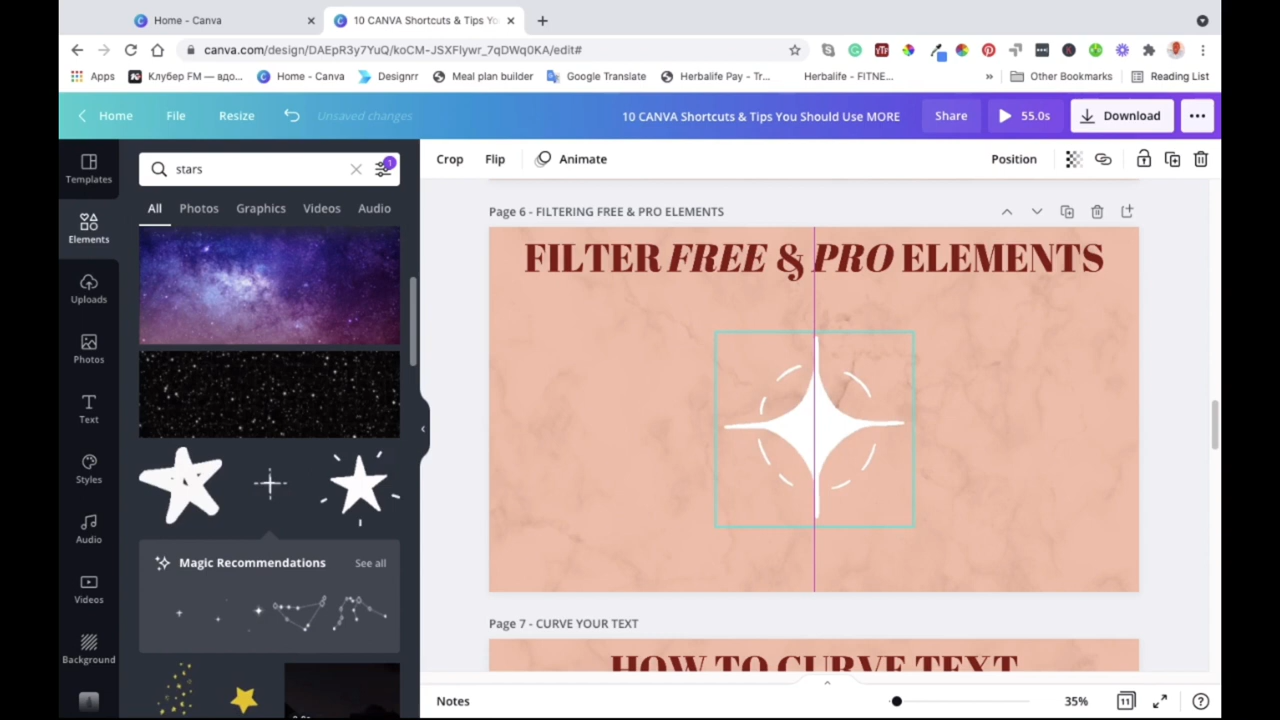 Home - Canva
10 CANVA Shortcuts & Tips Yo
canva.com/design/DAEpR3y7YuQ/koCM-JSXFlywr_7qDWq0KA/edit#
Apps
Клубер FM — вдо...
Home - Canva
Designrr
Meal plan builder
Google Translate
Herbalife Pay - Tr...
Herbalife - FITNE...
»
Other Bookmarks
Reading List
Home
File
Resize
Unsaved changes
10 CANVA Shortcuts & Tips You Should Use MORE
Share
55.0s
Download
Templates
Elements
Uploads
Photos
Text
Styles
Audio
Videos
Background
stars
1
All
Photos
Graphics
Videos
Audio
Magic Recommendations
See all
Crop
Flip
Animate
Position
Page 6 - FILTERING FREE & PRO ELEMENTS
FILTER FREE & PRO ELEMENTS
Page 7 - CURVE YOUR TEXT
HOW TO CURVE TEXT
Notes
35%
11